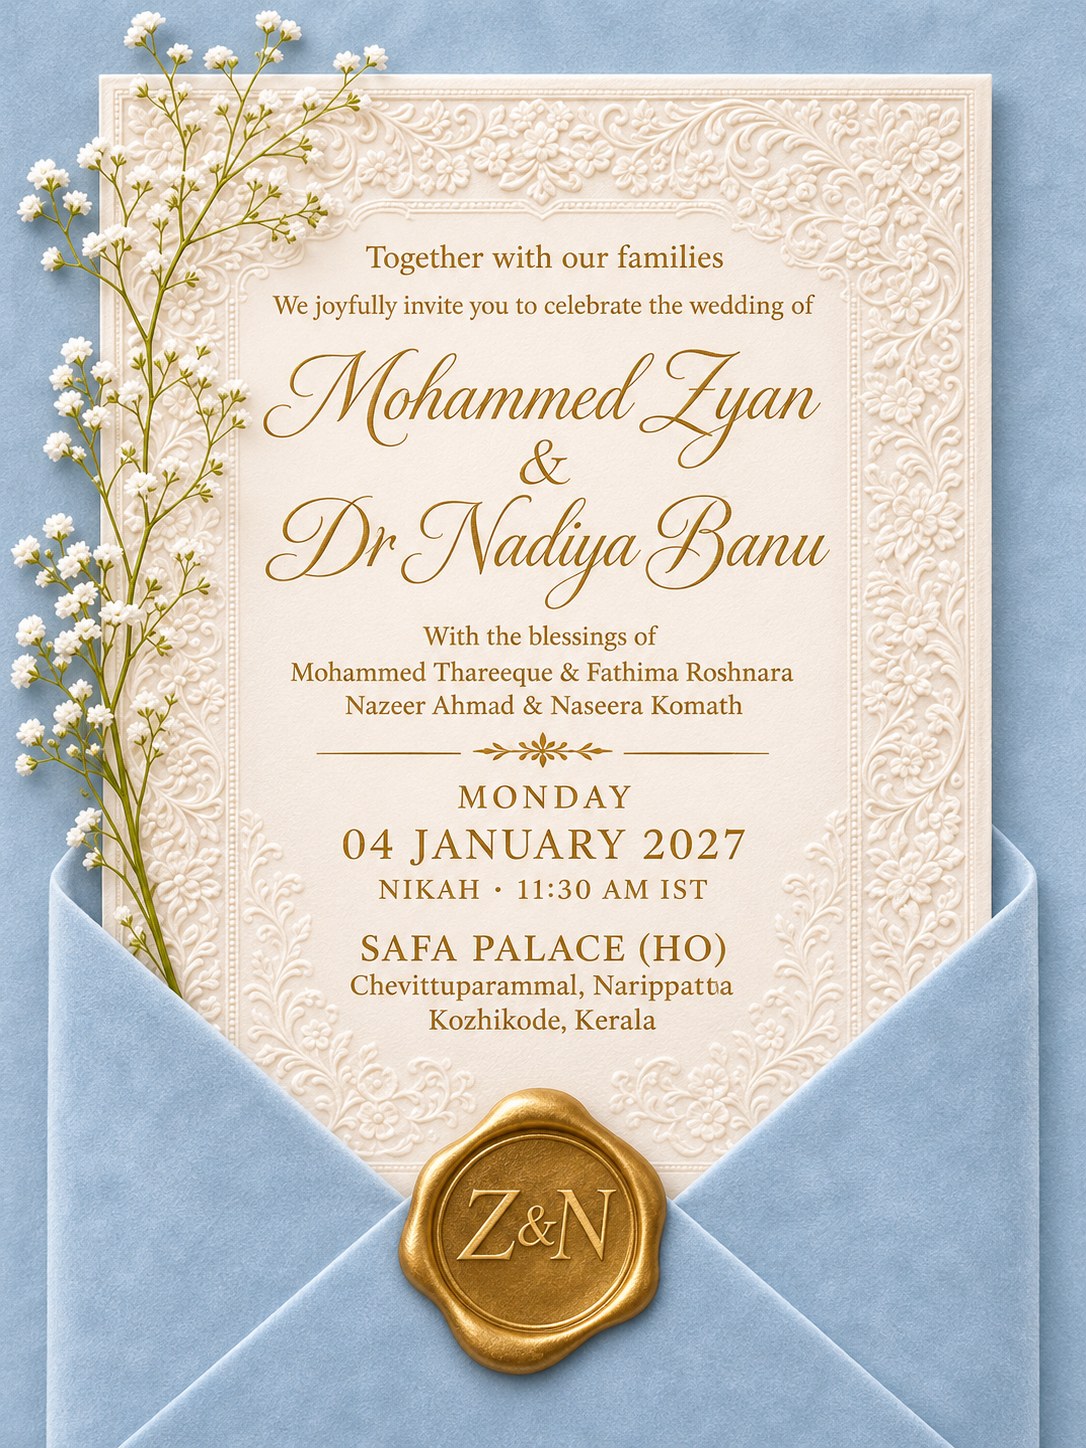 Together with our families
We joyfully invite you to celebrate the wedding of
Mohammed Zyan
&
Dr Nadiya Banu
With the blessings of
Mohammed Thareeque & Fathima Roshnara
Nazeer Ahmad & Naseera Komath
MONDAY
04 JANUARY 2027
NIKAH · 11:30 AM IST
SAFA PALACE (HO)
Chevittuparammal, Narippatta
Kozhikode, Kerala
Z&N